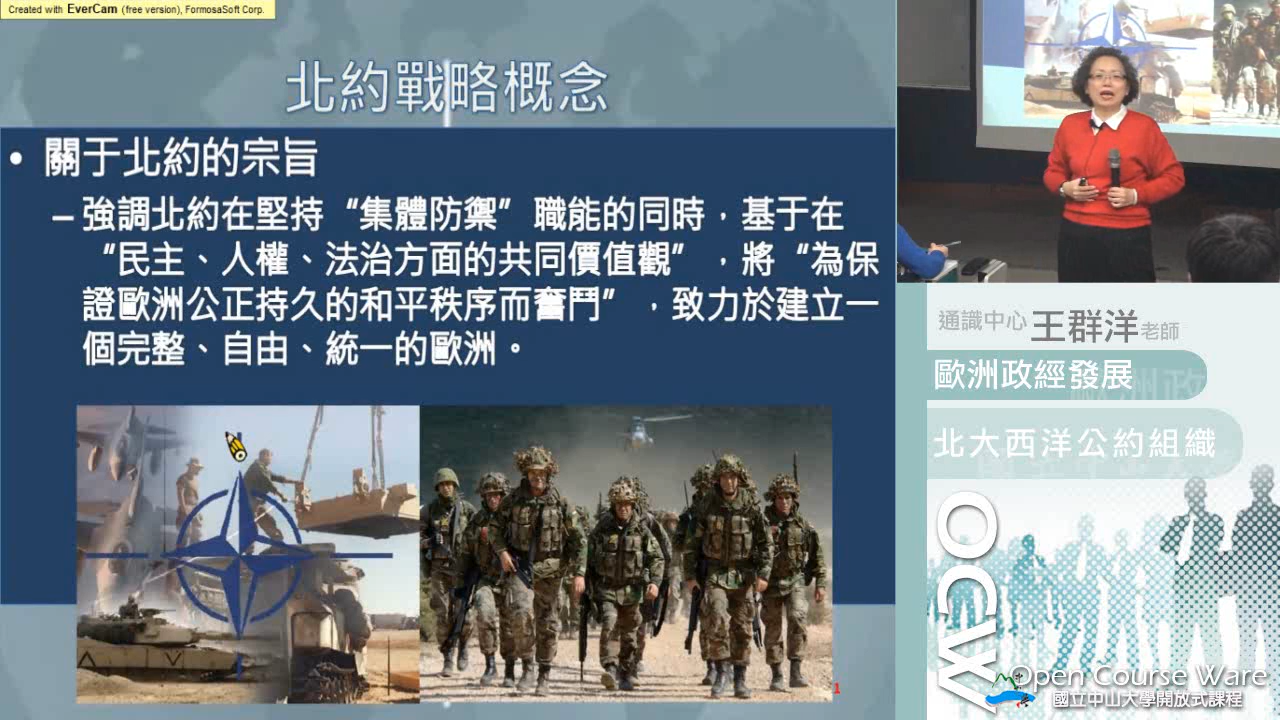 Created with EverCam (free version), FormosaSoft Corp.
北約戰略概念
• 關于北約的宗旨
– 強調北約在堅持“集體防禦”職能的同時，基于在
“民主、人權、法治方面的共同價值觀”，將“為保
證歐洲公正持久的和平秩序而奮鬥”，致力於建立一
個完整、自由、統一的歐洲。
1
通識中心 王群洋 老師
歐洲政經發展
北大西洋公約組織
OCW
Open Course Ware
國立中山大學開放式課程